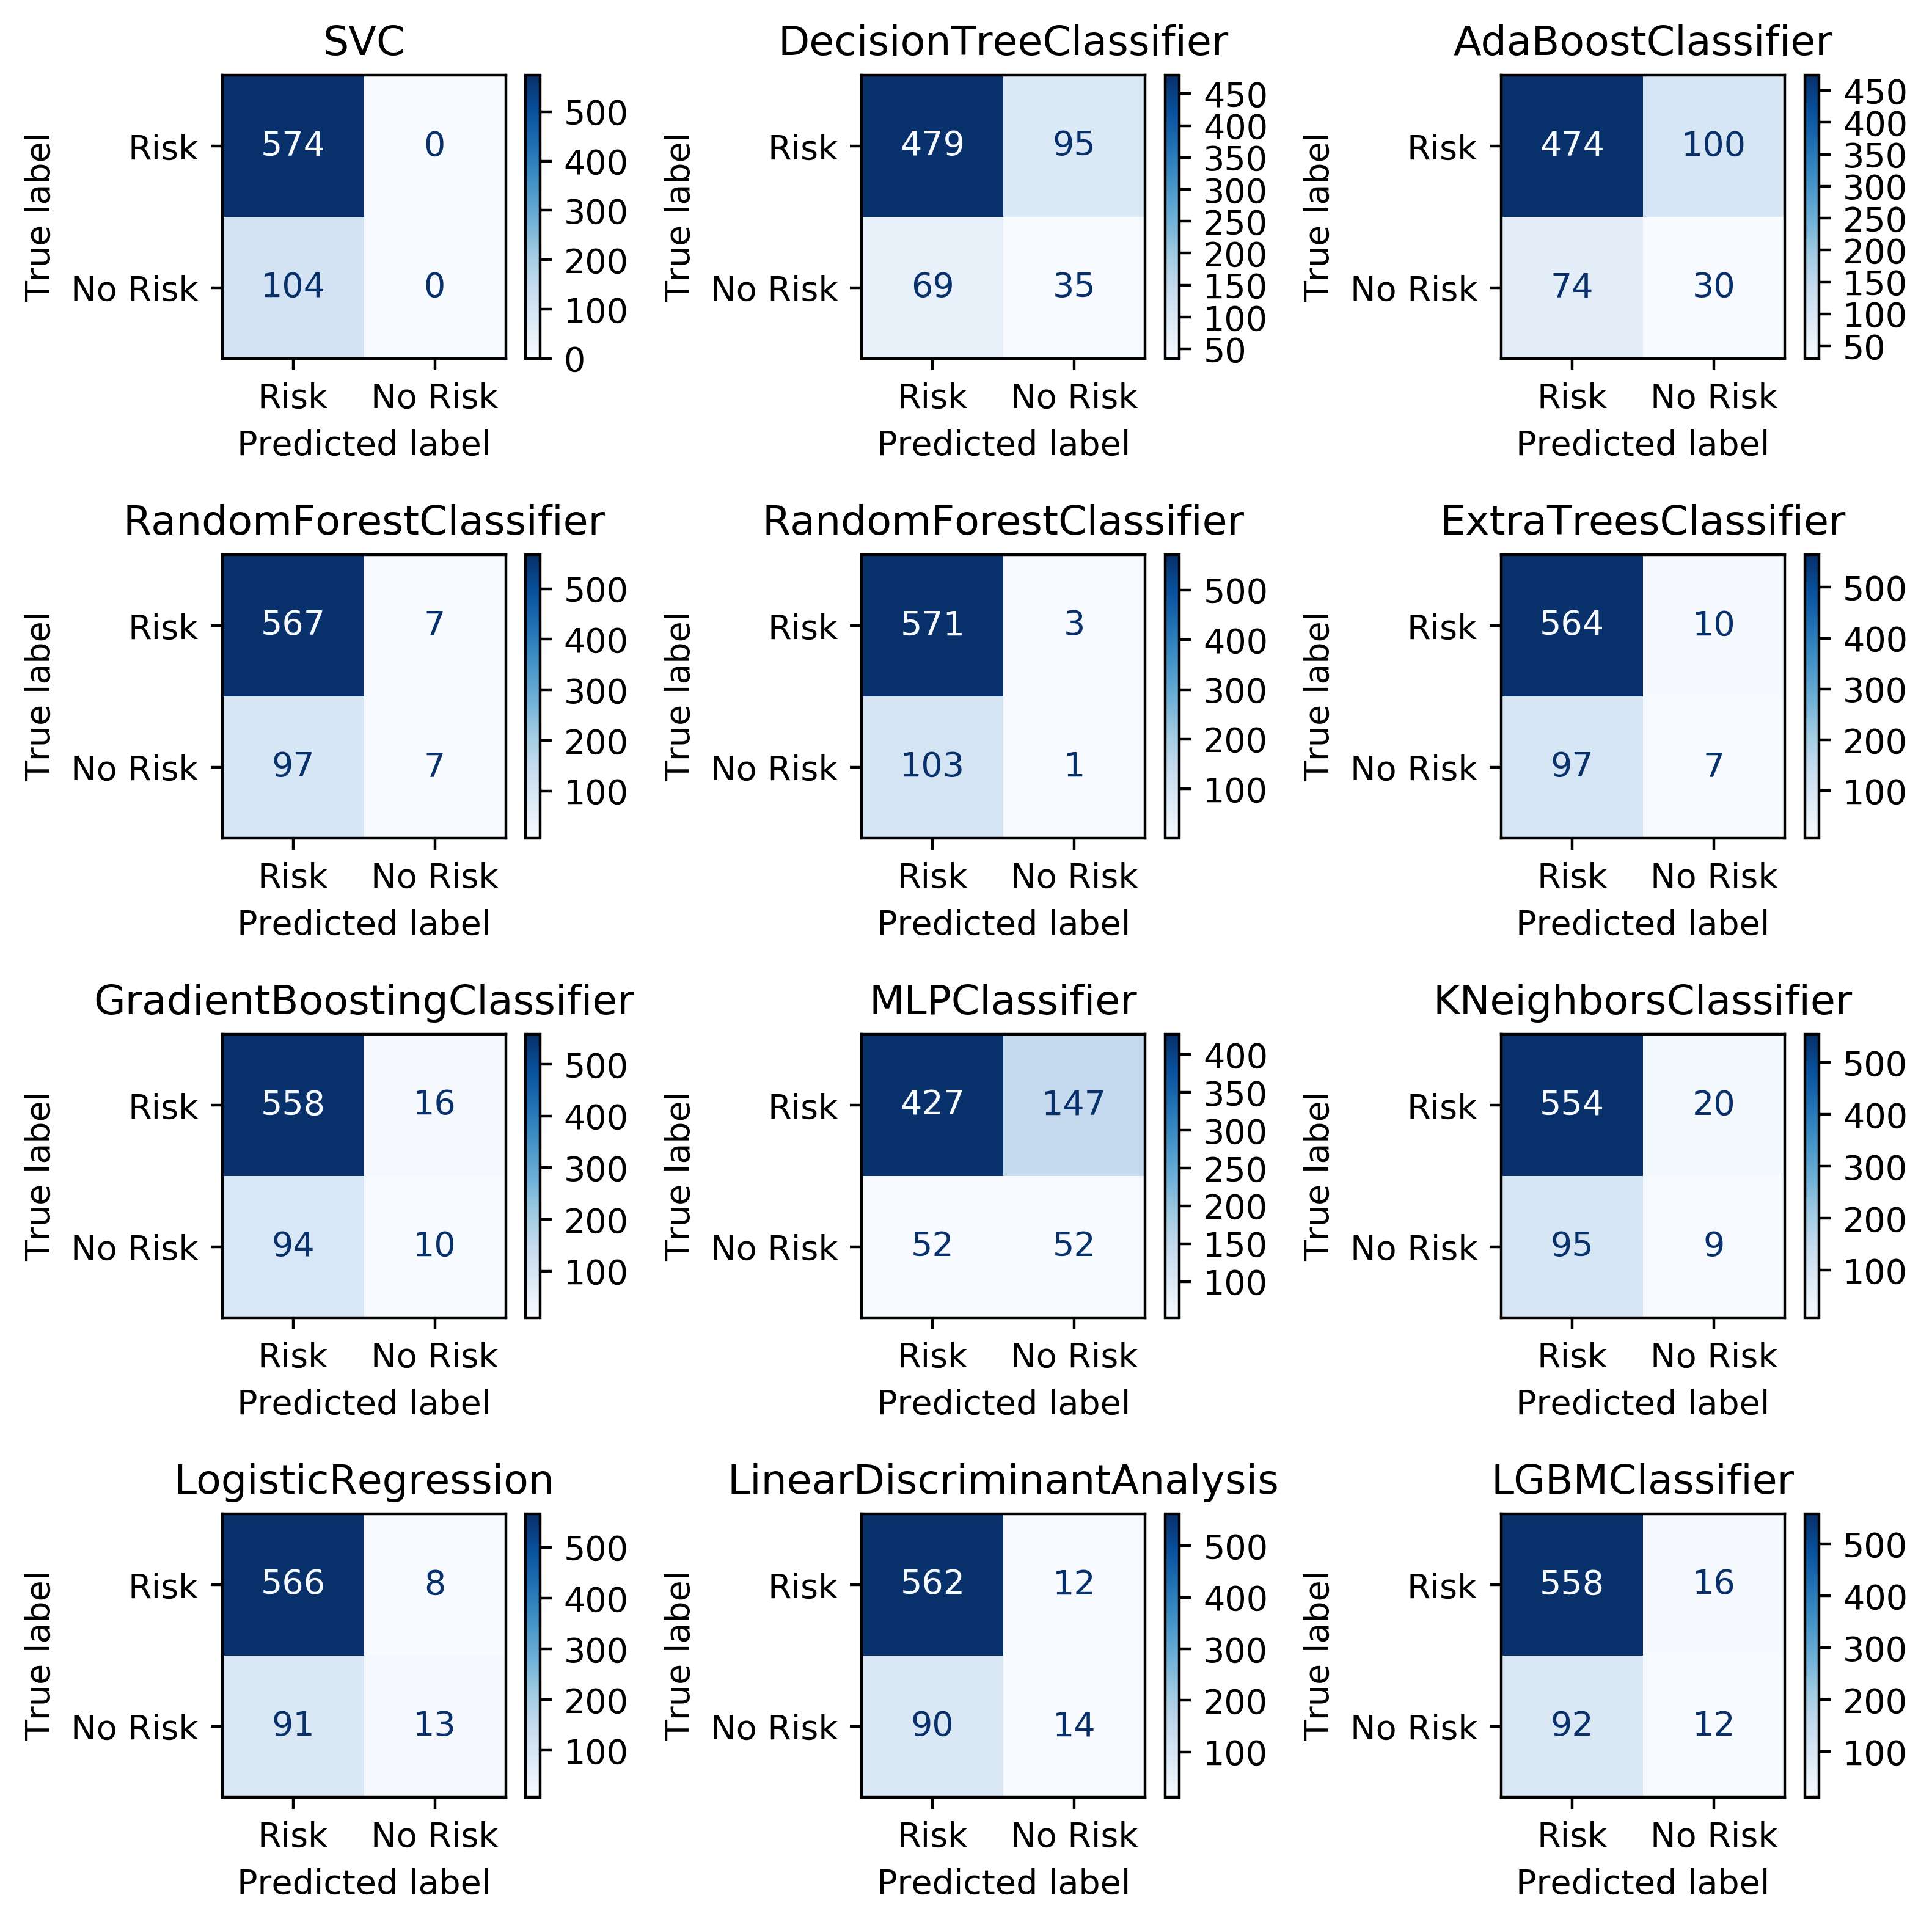 SVC
True label
Risk
No Risk
574 0
104 0
Risk No Risk
Predicted label
500
400
300
200
100
0
DecisionTreeClassifier
True label
Risk
No Risk
479 95
69 35
Risk No Risk
Predicted label
450
400
350
300
250
200
150
100
50
AdaBoostClassifier
True label
Risk
No Risk
474 100
74 30
Risk No Risk
Predicted label
450
400
350
300
250
200
150
100
50
RandomForestClassifier
True label
Risk
No Risk
567 7
97 7
Risk No Risk
Predicted label
500
400
300
200
100
RandomForestClassifier
True label
Risk
No Risk
571 3
103 1
Risk No Risk
Predicted label
500
400
300
200
100
ExtraTreesClassifier
True label
Risk
No Risk
564 10
97 7
Risk No Risk
Predicted label
500
400
300
200
100
GradientBoostingClassifier
True label
Risk
No Risk
558 16
94 10
Risk No Risk
Predicted label
500
400
300
200
100
MLPClassifier
True label
Risk
No Risk
427 147
52 52
Risk No Risk
Predicted label
400
350
300
250
200
150
100
KNeighborsClassifier
True label
Risk
No Risk
554 20
95 9
Risk No Risk
Predicted label
500
400
300
200
100
LogisticRegression
True label
Risk
No Risk
566 8
91 13
Risk No Risk
Predicted label
500
400
300
200
100
LinearDiscriminantAnalysis
True label
Risk
No Risk
562 12
90 14
Risk No Risk
Predicted label
500
400
300
200
100
LGBMClassifier
True label
Risk
No Risk
558 16
92 12
Risk No Risk
Predicted label
500
400
300
200
100